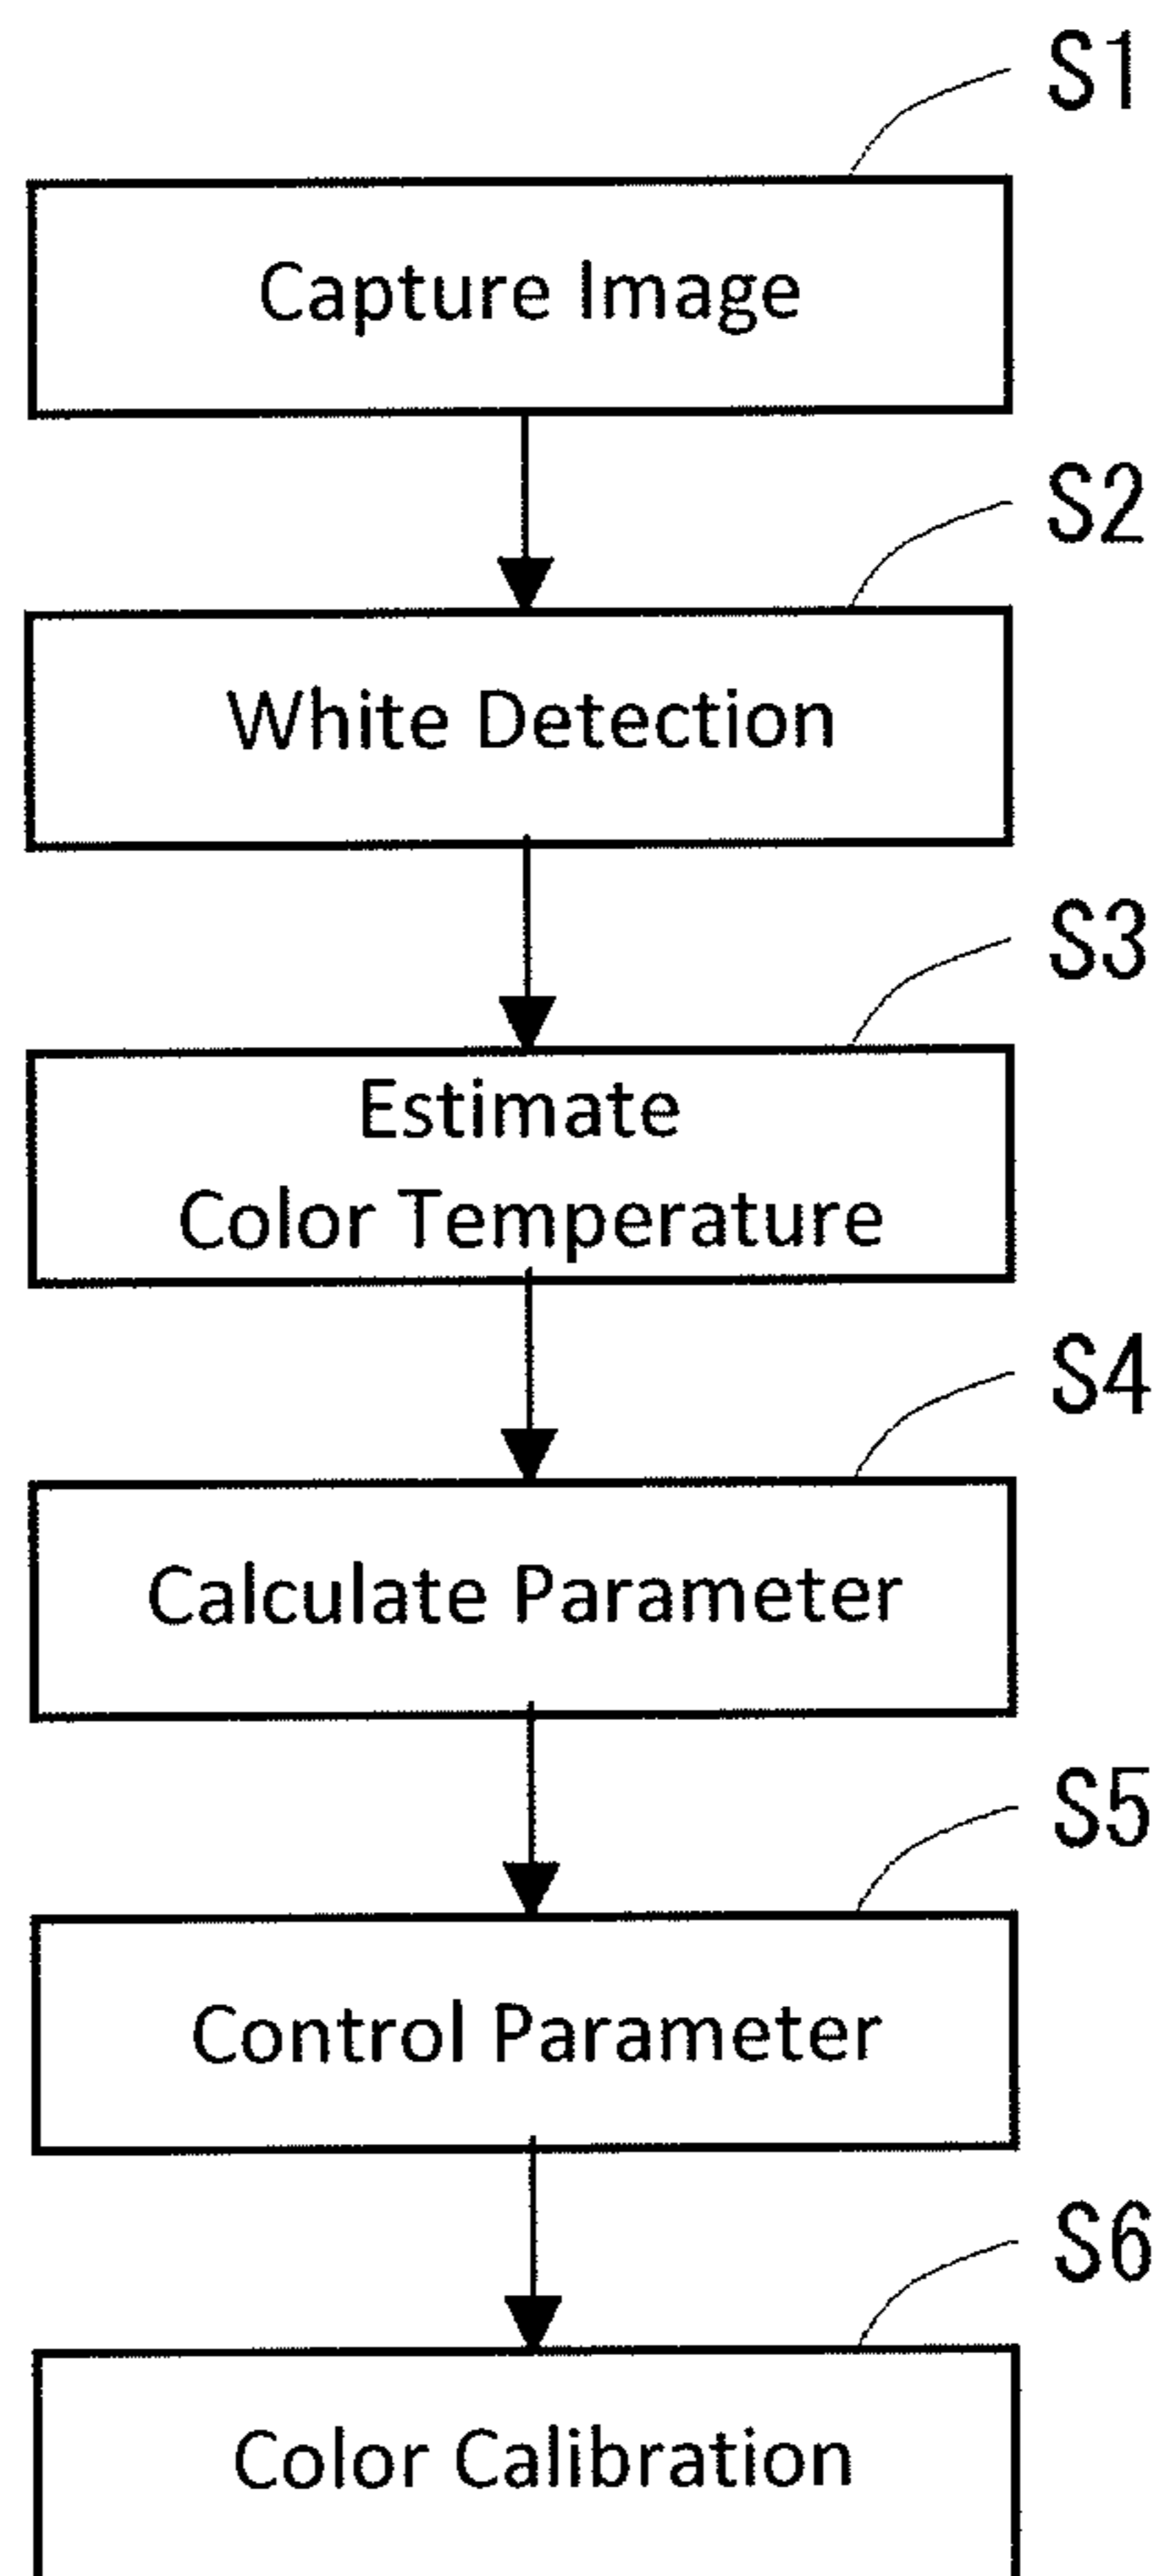 S1
Capture Image
S2
White Detection
S3
Estimate
Color Temperature
S4
Calculate Parameter
S5
Control Parameter
S6
Color Calibration